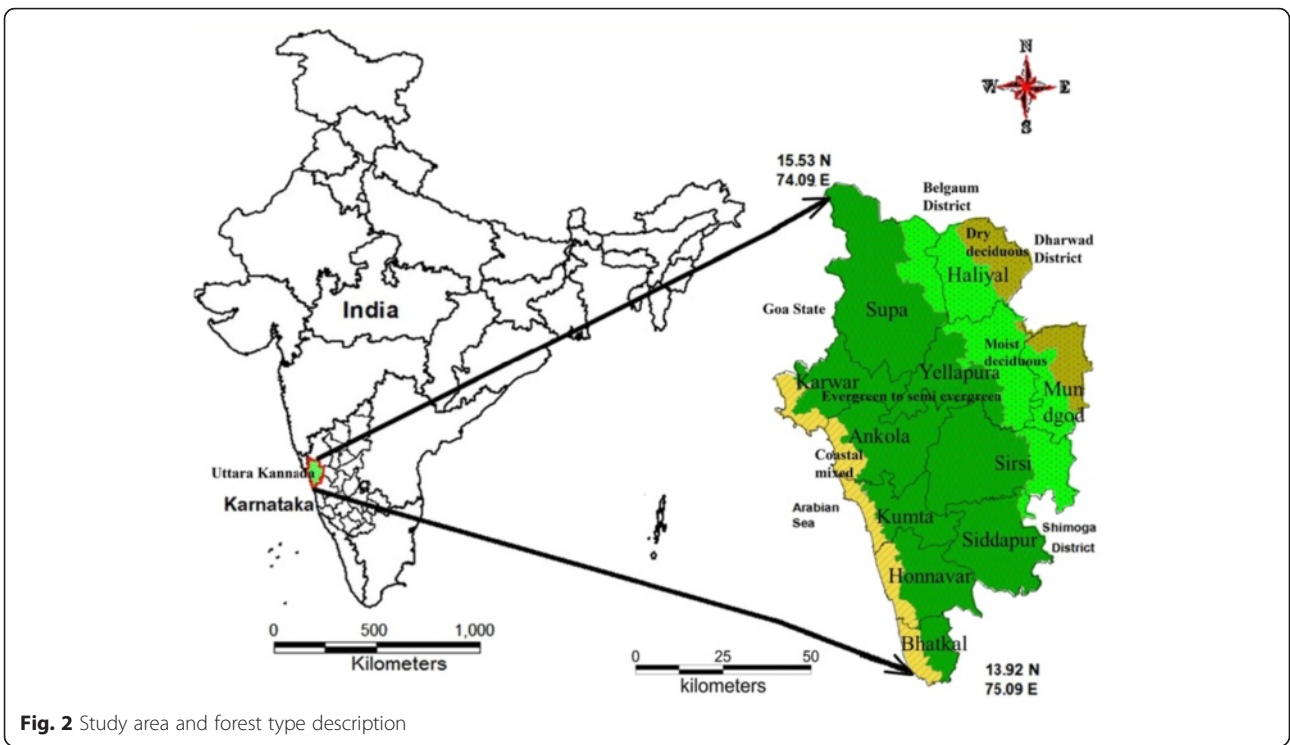 N
W E
S
15.53 N
74.09 E
Belgaum
District
Dry
deciduous
Dharwad
District
Haliyal
India
Goa State
Supa
Moist
deciduous
Yellapura
Karwar
Evergreen to semi evergreen
Mun
dgod
Ankola
Coastal
mixed
Sirsi
Uttara Kannada
Karnataka
Arabian
Sea
Kumta
Shimoga
District
Siddapur
Honnavar
Bhatkal
0 500 1,000
Kilometers
0 25 50
kilometers
13.92 N
75.09 E
Fig. 2 Study area and forest type description